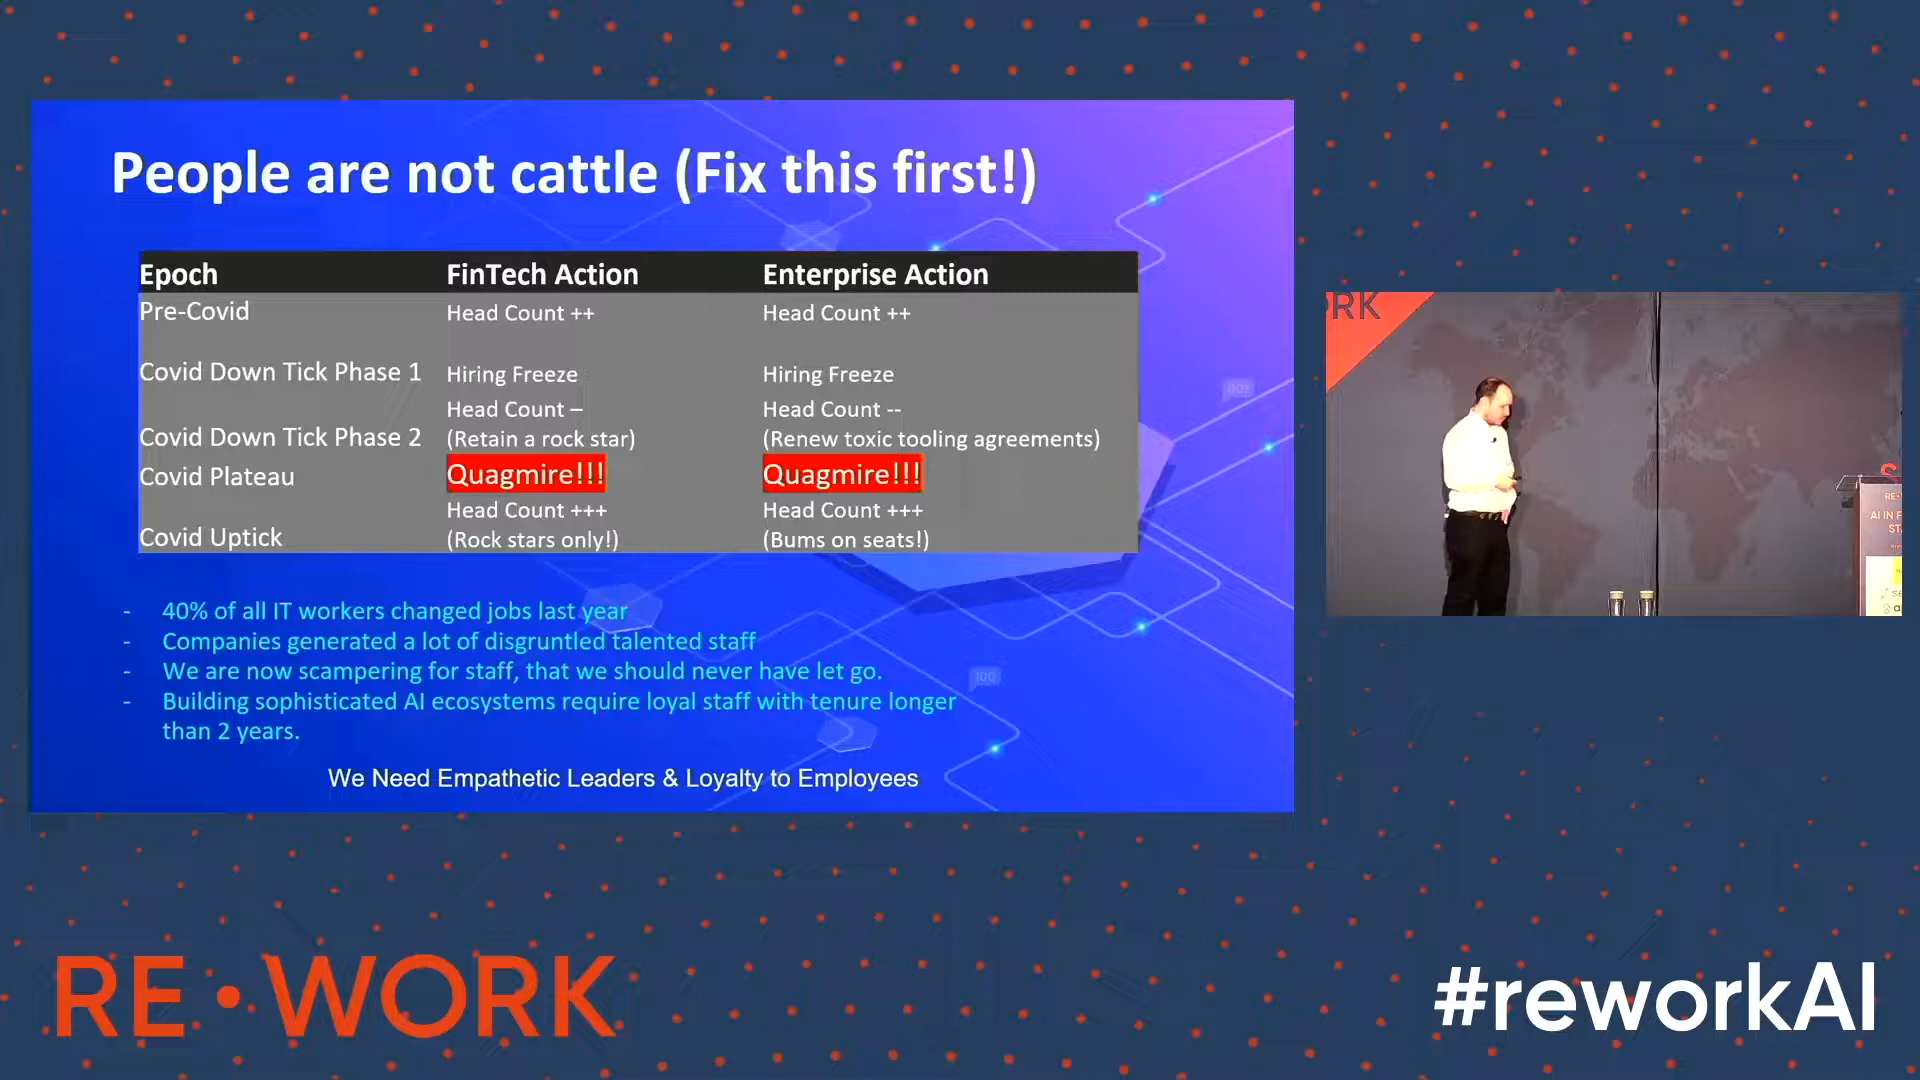 People are not cattle (Fix this first!)
Epoch FinTech Action Enterprise Action
Pre-Covid Head Count ++ Head Count ++
Covid Down Tick Phase 1 Hiring Freeze Hiring Freeze
Head Count – Head Count --
Covid Down Tick Phase 2 (Retain a rock star) (Renew toxic tooling agreements)
Covid Plateau Quagmire!!! Quagmire!!!
Head Count +++ Head Count +++
Covid Uptick (Rock stars only!) (Bums on seats!)
- 40% of all IT workers changed jobs last year
- Companies generated a lot of disgruntled talented staff
- We are now scampering for staff, that we should never have let go.
- Building sophisticated AI ecosystems require loyal staff with tenure longer
than 2 years.
We Need Empathetic Leaders & Loyalty to Employees
100
ORK
RE•WORK
#reworkAI